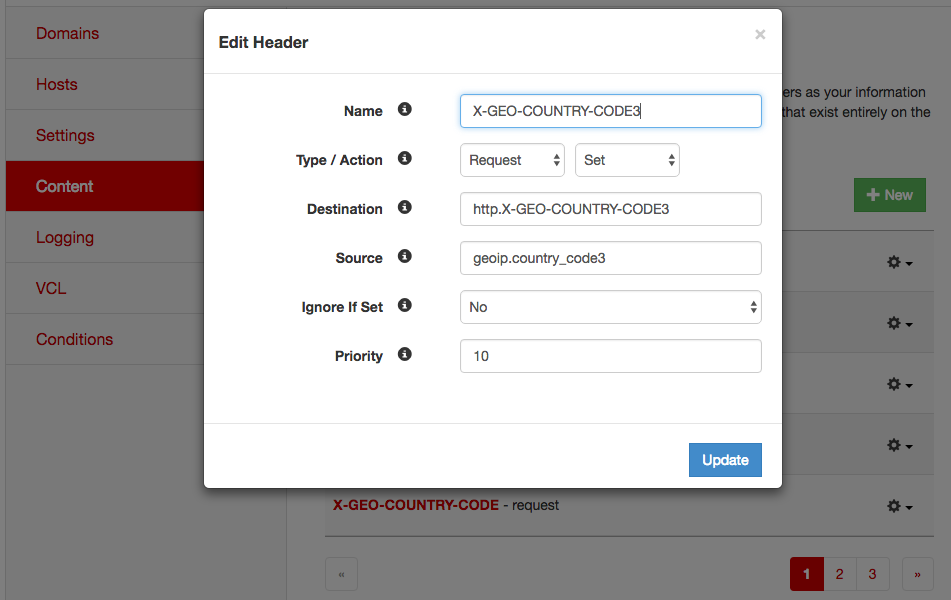 Domains
Hosts
Settings
Content
Logging
VCL
Conditions
Edit Header
×
Name
X-GEO-COUNTRY-CODE3
Type / Action
Request
Set
Destination
http.X-GEO-COUNTRY-CODE3
Source
geoip.country_code3
Ignore If Set
No
Priority
10
Update
ers as your information
that exist entirely on the
+ New
X-GEO-COUNTRY-CODE - request
«
1 2 3 »